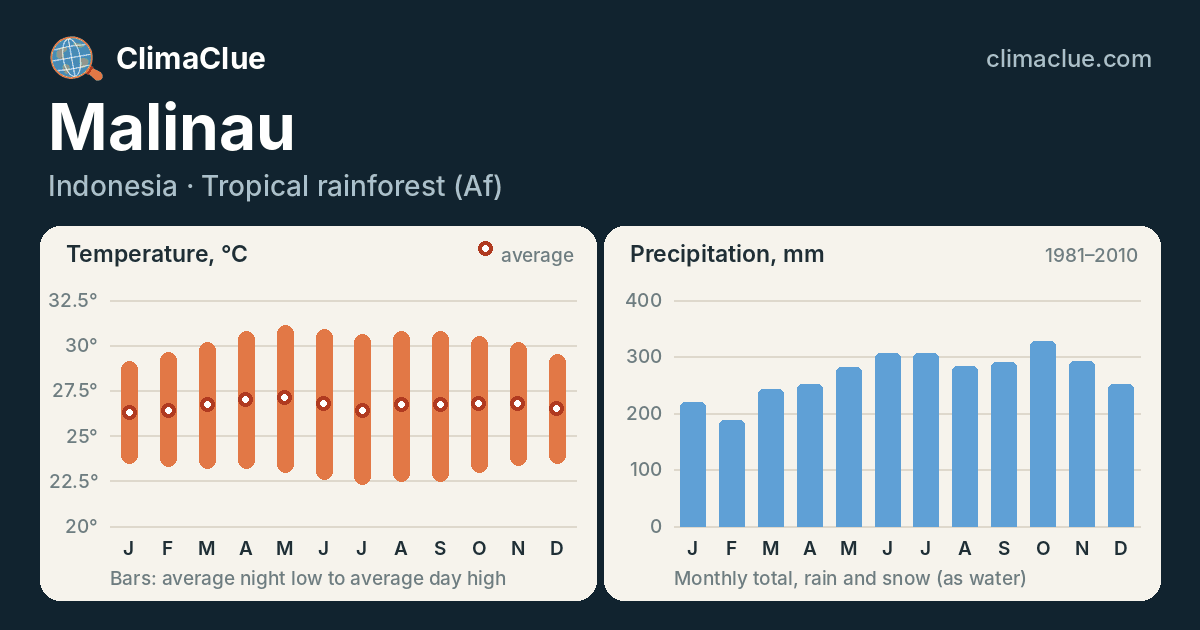 ClimaClue
climaclue.com
Malinau
Indonesia · Tropical rainforest (Af)
Temperature, °C
average
32.5°
30°
27.5°
25°
22.5°
20°
J F M A M J J A S O N D
Bars: average night low to average day high
Precipitation, mm
1981–2010
400
300
200
100
0
J F M A M J J A S O N D
Monthly total, rain and snow (as water)